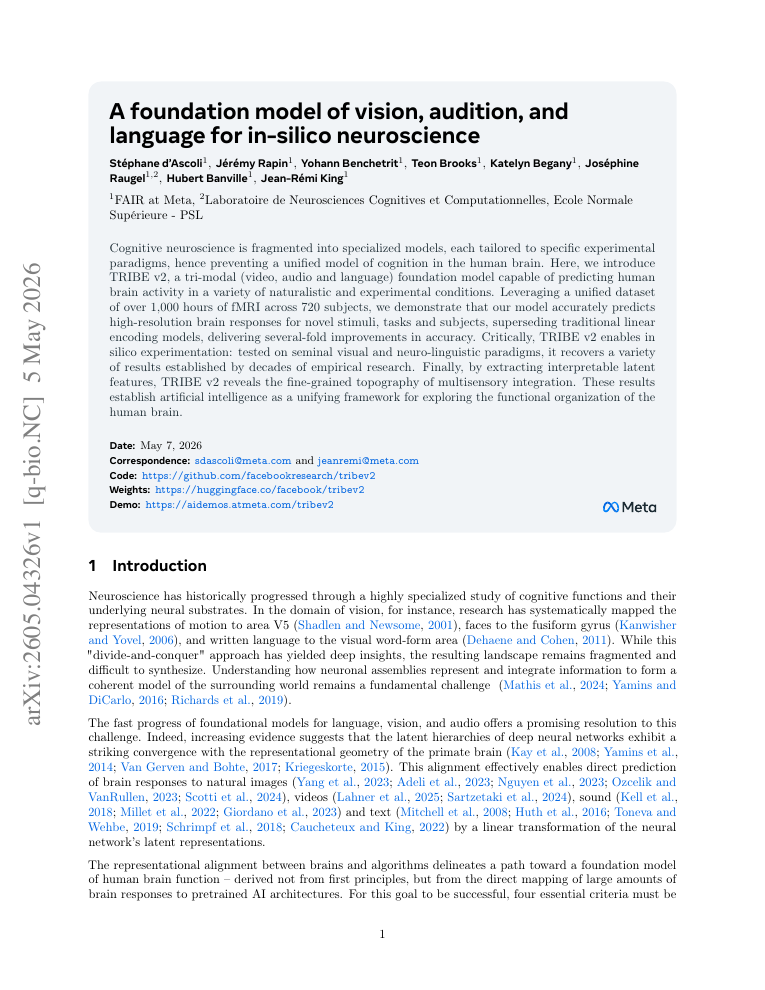 A foundation model of vision, audition, and
language for in-silico neuroscience
Stéphane d'Ascoli1, Jérémy Rapin1, Yohann Benchetrit1, Teon Brooks1, Katelyn Begany1, Joséphine
Raugel1,2, Hubert Banville1, Jean-Rémi King1
1FAIR at Meta, 2Laboratoire de Neurosciences Cognitives et Computationnelles, Ecole Normale
Supérieure - PSL
Cognitive neuroscience is fragmented into specialized models, each tailored to specific experimental
paradigms, hence preventing a unified model of cognition in the human brain. Here, we introduce
TRIBE v2, a tri-modal (video, audio and language) foundation model capable of predicting human
brain activity in a variety of naturalistic and experimental conditions. Leveraging a unified dataset
of over 1,000 hours of fMRI across 720 subjects, we demonstrate that our model accurately predicts
high-resolution brain responses for novel stimuli, tasks and subjects, superseding traditional linear
encoding models, delivering several-fold improvements in accuracy. Critically, TRIBE v2 enables in
silico experimentation: tested on seminal visual and neuro-linguistic paradigms, it recovers a variety
of results established by decades of empirical research. Finally, by extracting interpretable latent
features, TRIBE v2 reveals the fine-grained topography of multisensory integration. These results
establish artificial intelligence as a unifying framework for exploring the functional organization of the
human brain.
Date: May 7, 2026
Correspondence: sdascoli@meta.com and jeanremi@meta.com
Code: https://github.com/facebookresearch/tribev2
Weights: https://huggingface.co/facebook/tribev2
Demo: https://aidemos.atmeta.com/tribev2
Meta
arXiv:2605.04326v1 [q-bio.NC] 5 May 2026
1 Introduction
Neuroscience has historically progressed through a highly specialized study of cognitive functions and their
underlying neural substrates. In the domain of vision, for instance, research has systematically mapped the
representations of motion to area V5 (Shadlen and Newsome, 2001), faces to the fusiform gyrus (Kanwisher
and Yovel, 2006), and written language to the visual word-form area (Dehaene and Cohen, 2011). While this
"divide-and-conquer" approach has yielded deep insights, the resulting landscape remains fragmented and
difficult to synthesize. Understanding how neuronal assemblies represent and integrate information to form a
coherent model of the surrounding world remains a fundamental challenge (Mathis et al., 2024; Yamins and
DiCarlo, 2016; Richards et al., 2019).
The fast progress of foundational models for language, vision, and audio offers a promising resolution to this
challenge. Indeed, increasing evidence suggests that the latent hierarchies of deep neural networks exhibit a
striking convergence with the representational geometry of the primate brain (Kay et al., 2008; Yamins et al.,
2014; Van Gerven and Bohte, 2017; Kriegeskorte, 2015). This alignment effectively enables direct prediction
of brain responses to natural images (Yang et al., 2023; Adeli et al., 2023; Nguyen et al., 2023; Ozcelik and
VanRullen, 2023; Scotti et al., 2024), videos (Lahner et al., 2025; Sartzetaki et al., 2024), sound (Kell et al.,
2018; Millet et al., 2022; Giordano et al., 2023) and text (Mitchell et al., 2008; Huth et al., 2016; Toneva and
Wehbe, 2019; Schrimpf et al., 2018; Caucheteux and King, 2022) by a linear transformation of the neural
network's latent representations.
The representational alignment between brains and algorithms delineates a path toward a foundation model
of human brain function – derived not from first principles, but from the direct mapping of large amounts of
brain responses to pretrained AI architectures. For this goal to be successful, four essential criteria must be
1